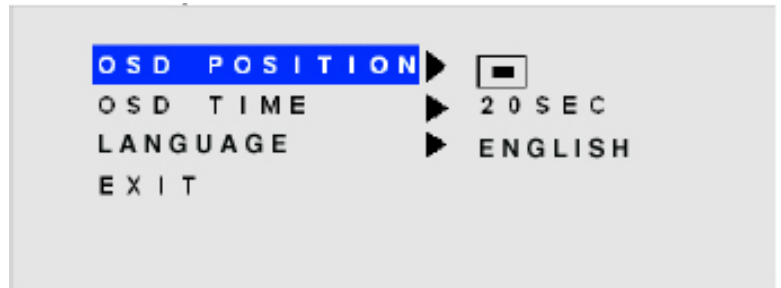 OSD POSITION
OSD TIME 20SEC
LANGUAGE ENGLISH
EXIT